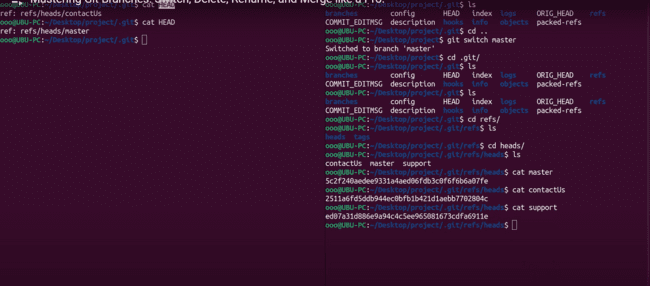 Mastering Git Branches: Switch, Delete, Rename, and Merge like a Pro!
ref: refs/heads/contactUs
ooo@UBU-PC:~/Desktop/project/.git$ cat HEAD
ref: refs/heads/master
ooo@UBU-PC:~/Desktop/project/.git$
ooo@UBU-PC:~/Desktop/project/.git$ ls
branches config HEAD index logs ORIG_HEAD refs
COMMIT_EDITMSG description hooks info objects packed-refs
ooo@UBU-PC:~/Desktop/project/.git$ cd ..
ooo@UBU-PC:~/Desktop/project$ git switch master
Switched to branch 'master'
ooo@UBU-PC:~/Desktop/project$ cd .git/
ooo@UBU-PC:~/Desktop/project/.git$ ls
branches config HEAD index logs ORIG_HEAD refs
COMMIT_EDITMSG description hooks info objects packed-refs
ooo@UBU-PC:~/Desktop/project/.git$ ls
branches config HEAD index logs ORIG_HEAD refs
COMMIT_EDITMSG description hooks info objects packed-refs
ooo@UBU-PC:~/Desktop/project/.git$ cd refs/
ooo@UBU-PC:~/Desktop/project/.git/refs$ ls
heads tags
ooo@UBU-PC:~/Desktop/project/.git/refs$ cd heads/
ooo@UBU-PC:~/Desktop/project/.git/refs/heads$ ls
contactUs master support
ooo@UBU-PC:~/Desktop/project/.git/refs/heads$ cat master
5c2f240aedee9331a4aed06fdb3c0f6f6b6a07fe
ooo@UBU-PC:~/Desktop/project/.git/refs/heads$ cat contactUs
2511a6fd5ddb944ec0bfb1b421d1aebb7702804c
ooo@UBU-PC:~/Desktop/project/.git/refs/heads$ cat support
ed07a31d886e9a94c4c5ee965081673cdfa6911e
ooo@UBU-PC:~/Desktop/project/.git/refs/heads$